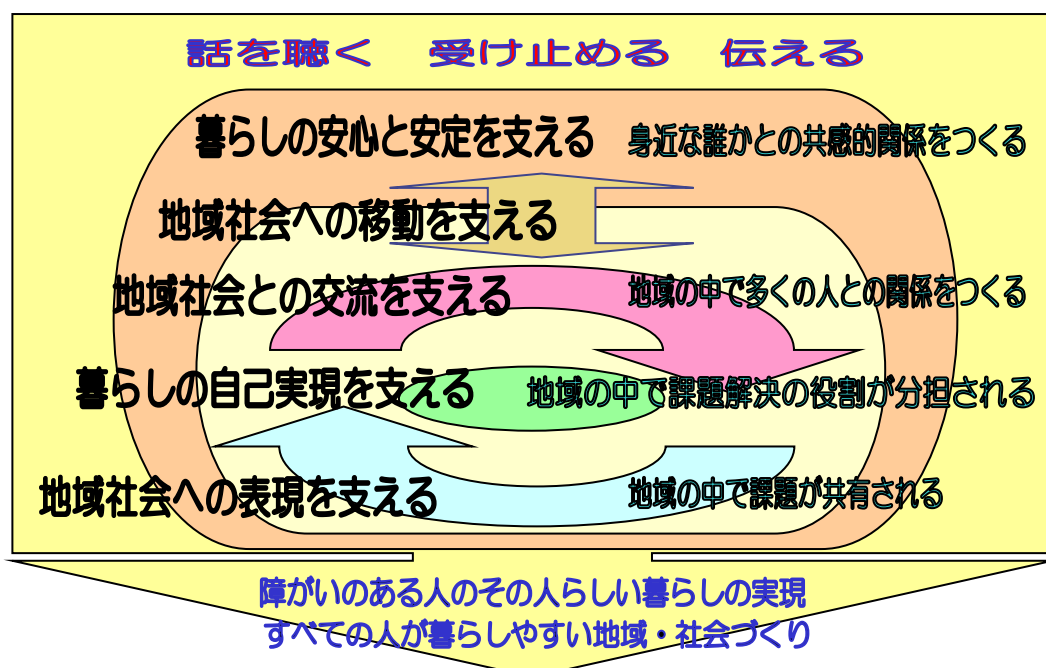 話を聴く　受け止める　伝える
暮らしの安心と安定を支える
身近な誰かとの共感的関係をつくる
地域社会への移動を支える
地域社会との交流を支える
地域の中で多くの人との関係をつくる
暮らしの自己実現を支える
地域の中で課題解決の役割が分担される
地域社会への表現を支える
地域の中で課題が共有される
障がいのある人のその人らしい暮らしの実現
すべての人が暮らしやすい地域・社会づくり